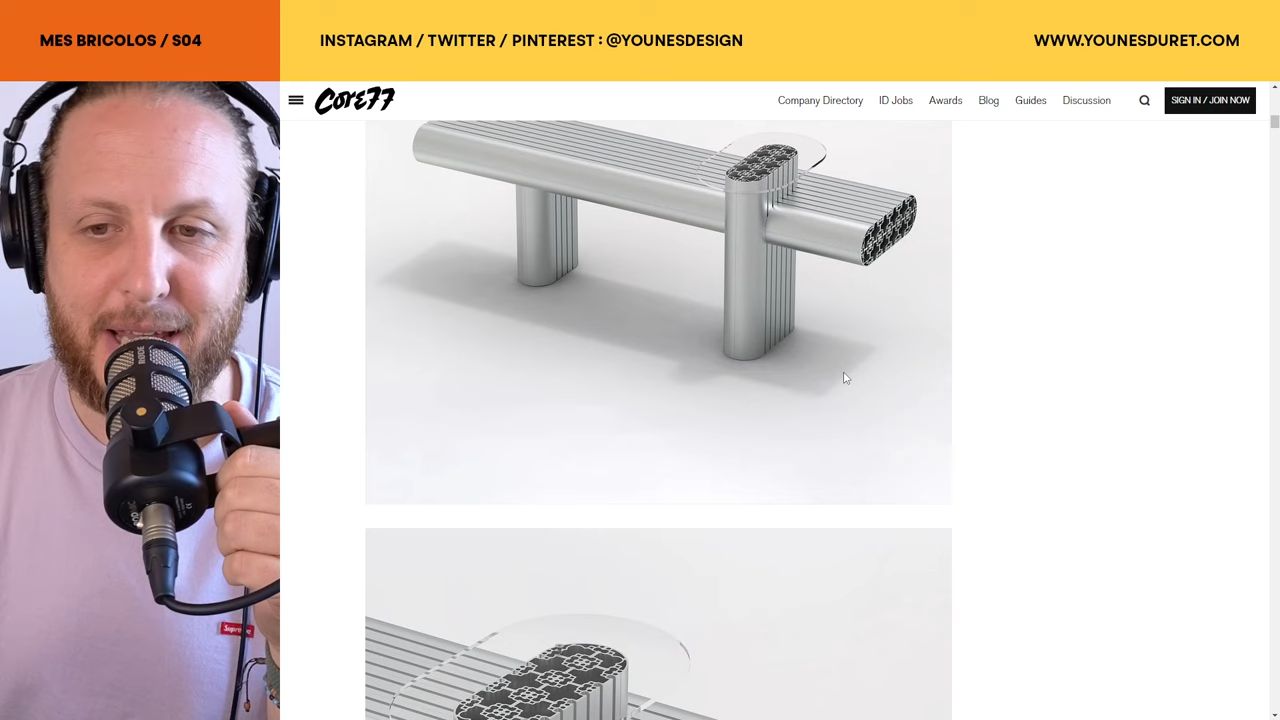 MES BRICOLOS / S04
INSTAGRAM / TWITTER / PINTEREST : @YOUNESDESIGN
WWW.YOUNESDURET.COM
Core77
Company Directory
ID Jobs
Awards
Blog
Guides
Discussion
SIGN IN / JOIN NOW
RØDE